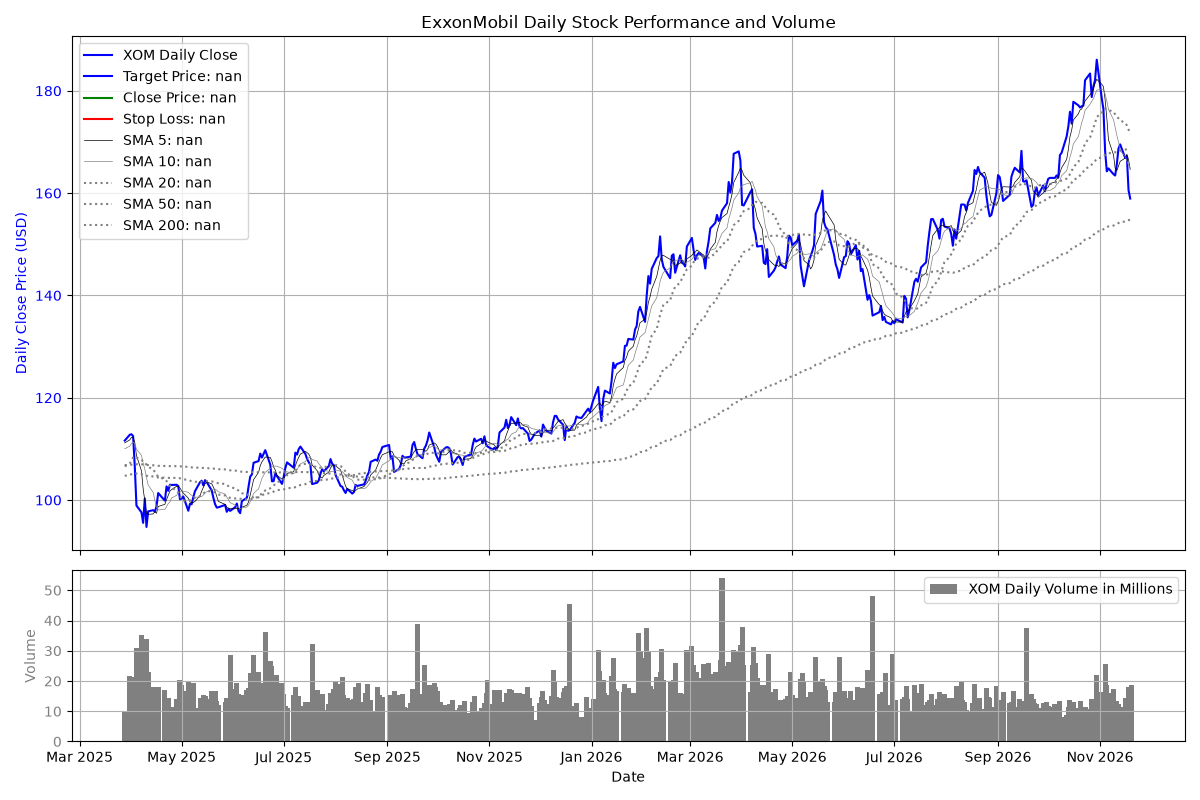 ExxonMobil Daily Stock Performance and Volume
XOM Daily Close
Target Price: nan
Close Price: nan
Stop Loss: nan
SMA 5: nan
SMA 10: nan
SMA 20: nan
SMA 50: nan
SMA 200: nan
Daily Close Price (USD)
180
160
140
120
100
XOM Daily Volume in Millions
Volume
50
40
30
20
10
0
Mar 2025 May 2025 Jul 2025 Sep 2025 Nov 2025 Jan 2026 Mar 2026 May 2026 Jul 2026 Sep 2026 Nov 2026
Date